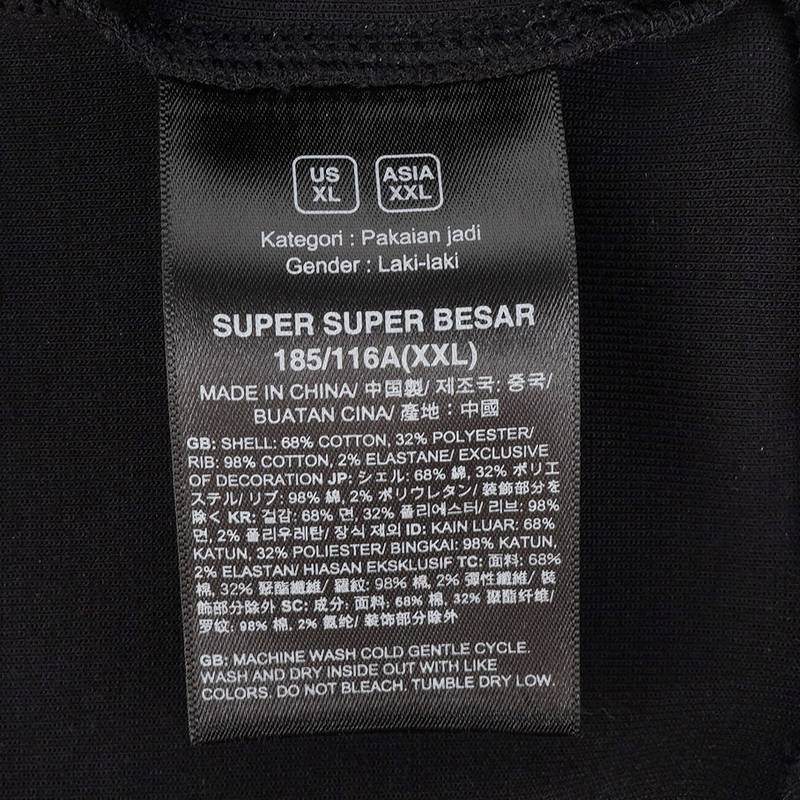 US
XL
ASIA
XXL
Kategori : Pakaian jadi
Gender : Laki-laki
SUPER SUPER BESAR
185/116A(XXL)
MADE IN CHINA/ 中国製/ 제조국: 중국/
BUATAN CINA/ 產地：中國
GB: SHELL: 68% COTTON, 32% POLYESTER/
RIB: 98% COTTON, 2% ELASTANE/ EXCLUSIVE
OF DECORATION JP: シェル: 68% 綿, 32% ポリエ
ステル/ リブ: 98% 綿, 2% ポリウレタン/ 装飾部分を
除く KR: 겉감: 68% 면, 32% 폴리에스터/ 리브: 98%
면, 2% 폴리우레탄/ 장식 제외 ID: KAIN LUAR: 68%
KATUN, 32% POLIESTER/ BINGKAI: 98% KATUN,
2% ELASTAN/ HIASAN EKSKLUSIF TC: 面料: 68%
棉, 32% 聚酯纖維/ 羅紋: 98% 棉, 2% 彈性纖維/ 裝
飾部分除外 SC: 成分: 面料: 68% 棉, 32% 聚酯纤维/
罗纹: 98% 棉, 2% 氨纶/ 装饰部分除外
GB: MACHINE WASH COLD GENTLE CYCLE.
WASH AND DRY INSIDE OUT WITH LIKE
COLORS. DO NOT BLEACH. TUMBLE DRY LOW.